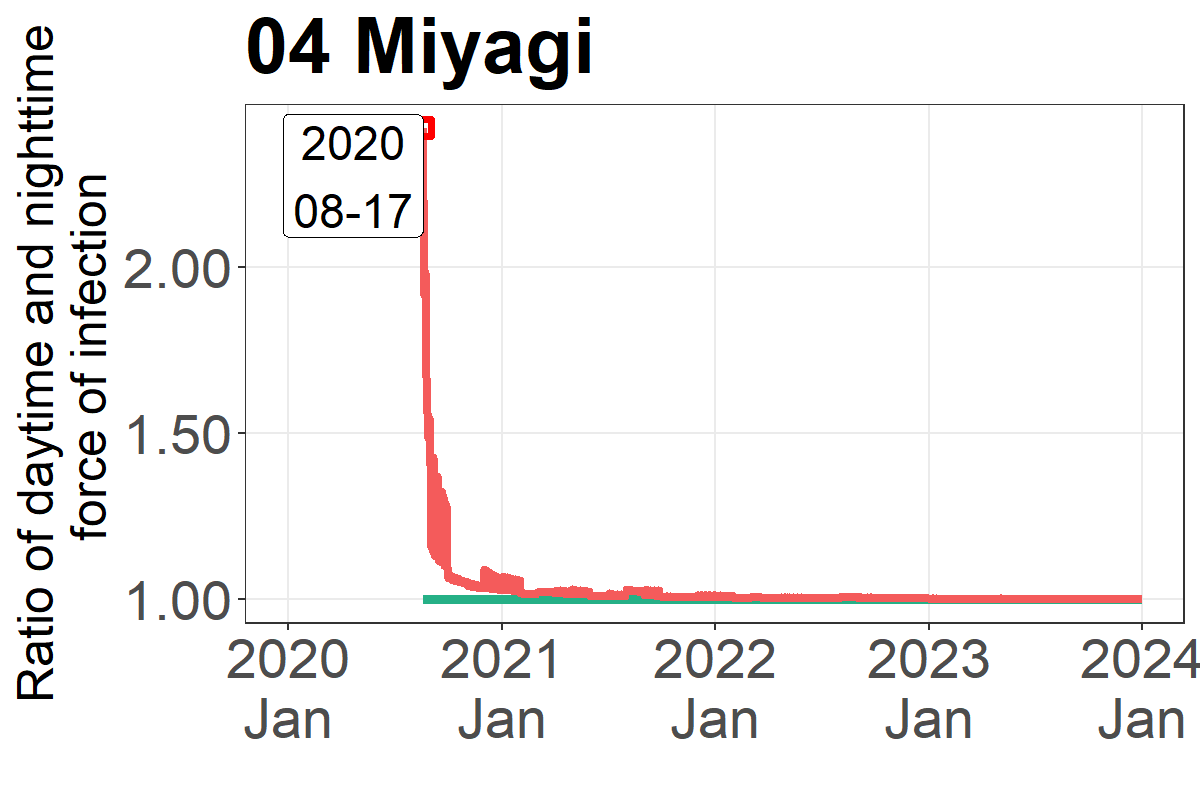 04 Miyagi
Ratio of daytime and nighttime
force of infection
2020
08-17
2.00
1.50
1.00
2020 2021 2022 2023 2024
Jan Jan Jan Jan Jan